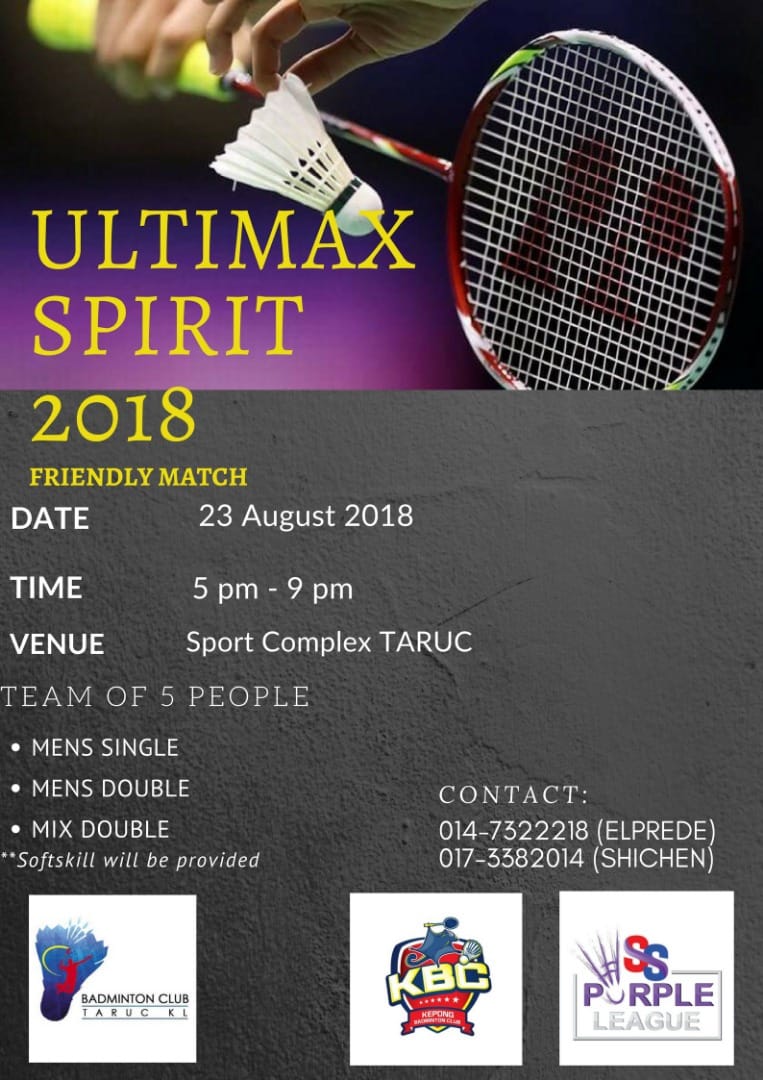 ULTIMAX
SPIRIT
2018
FRIENDLY MATCH
DATE 23 August 2018
TIME 5 pm - 9 pm
VENUE Sport Complex TARUC
TEAM OF 5 PEOPLE
• MENS SINGLE
• MENS DOUBLE
• MIX DOUBLE
**Softskill will be provided
CONTACT:
014-7322218 (ELPREDE)
017-3382014 (SHICHEN)
BADMINTON CLUB
TARUC KL
KBC
KEPONG
BADMINTON CLUB
SS
PURPLE
LEAGUE